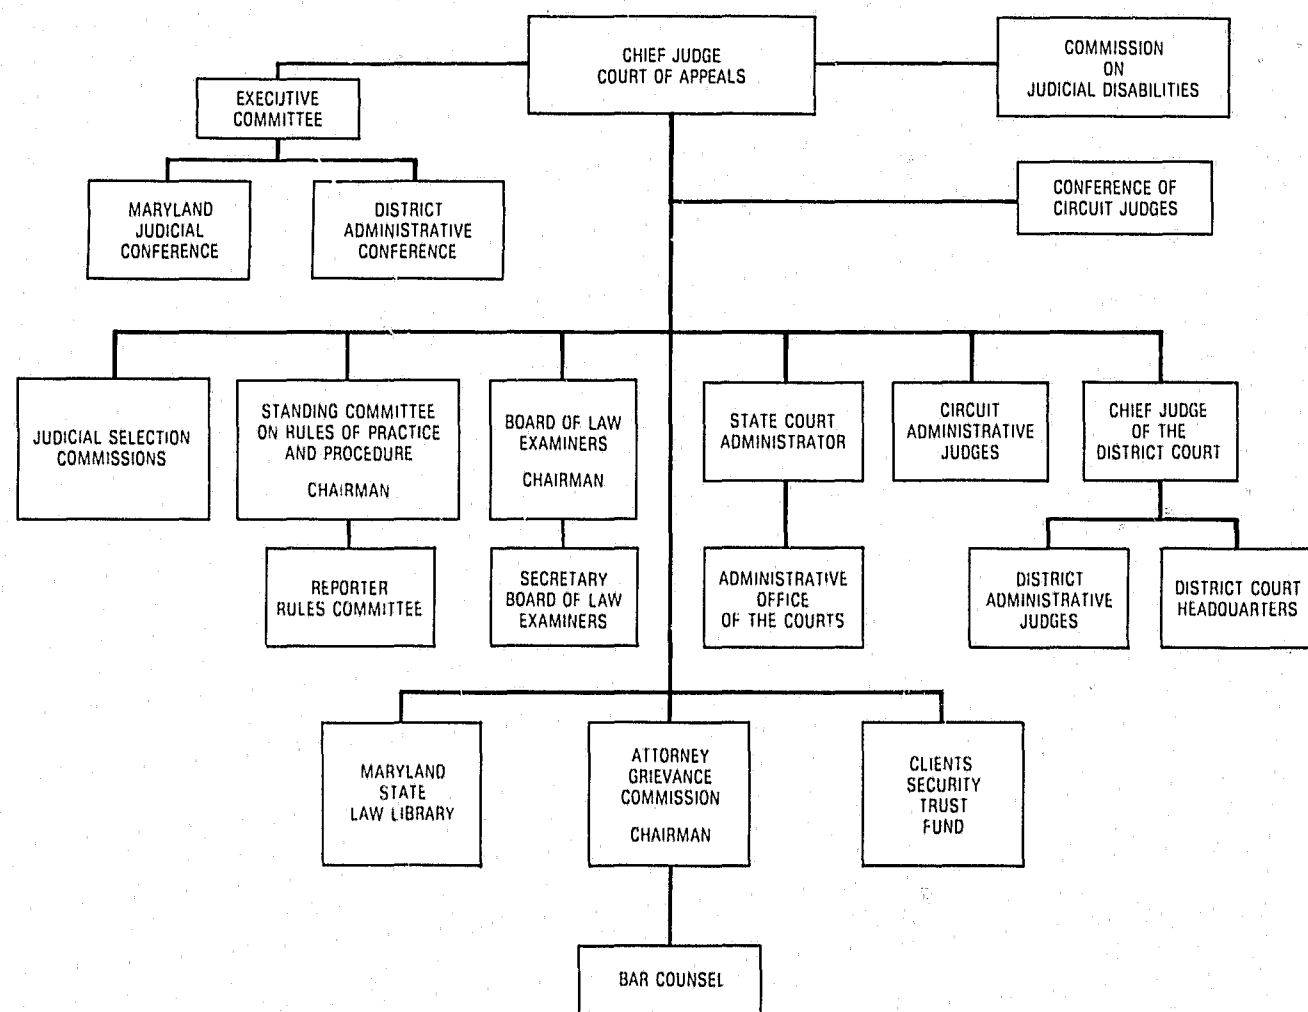 CHIEF JUDGE
COURT OF APPEALS
COMMISSION
ON
JUDICIAL DISABILITIES
EXECUTIVE
COMMITTEE
MARYLAND
JUDICIAL
CONFERENCE
DISTRICT
ADMINISTRATIVE
CONFERENCE
CONFERENCE OF
CIRCUIT JUDGES
JUDICIAL SELECTION
COMMISSIONS
STANDING COMMITTEE
ON RULES OF PRACTICE
AND PROCEDURE
CHAIRMAN
BOARD OF LAW
EXAMINERS
CHAIRMAN
STATE COURT
ADMINISTRATOR
CIRCUIT
ADMINISTRATIVE
JUDGES
CHIEF JUDGE
OF THE
DISTRICT COURT
REPORTER
RULES COMMITTEE
SECRETARY
BOARD OF LAW
EXAMINERS
ADMINISTRATIVE
OFFICE
OF THE COURTS
DISTRICT
ADMINISTRATIVE
JUDGES
DISTRICT COURT
HEADQUARTERS
MARYLAND
STATE
LAW LIBRARY
ATTORNEY
GRIEVANCE
COMMISSION
CHAIRMAN
CLIENTS
SECURITY
TRUST
FUND
BAR COUNSEL